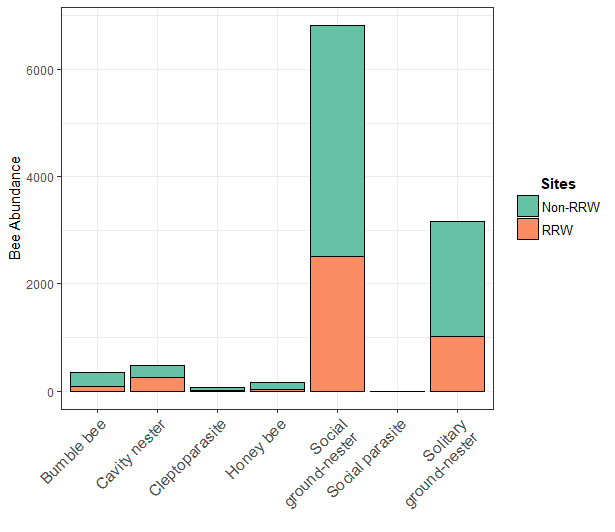 Bee Abundance
6000
4000
2000
0
Bumble bee
Cavity nester
Cleptoparasite
Honey bee
Social
ground-nester
Social parasite
Solitary
ground-nester
Sites
Non-RRW
RRW